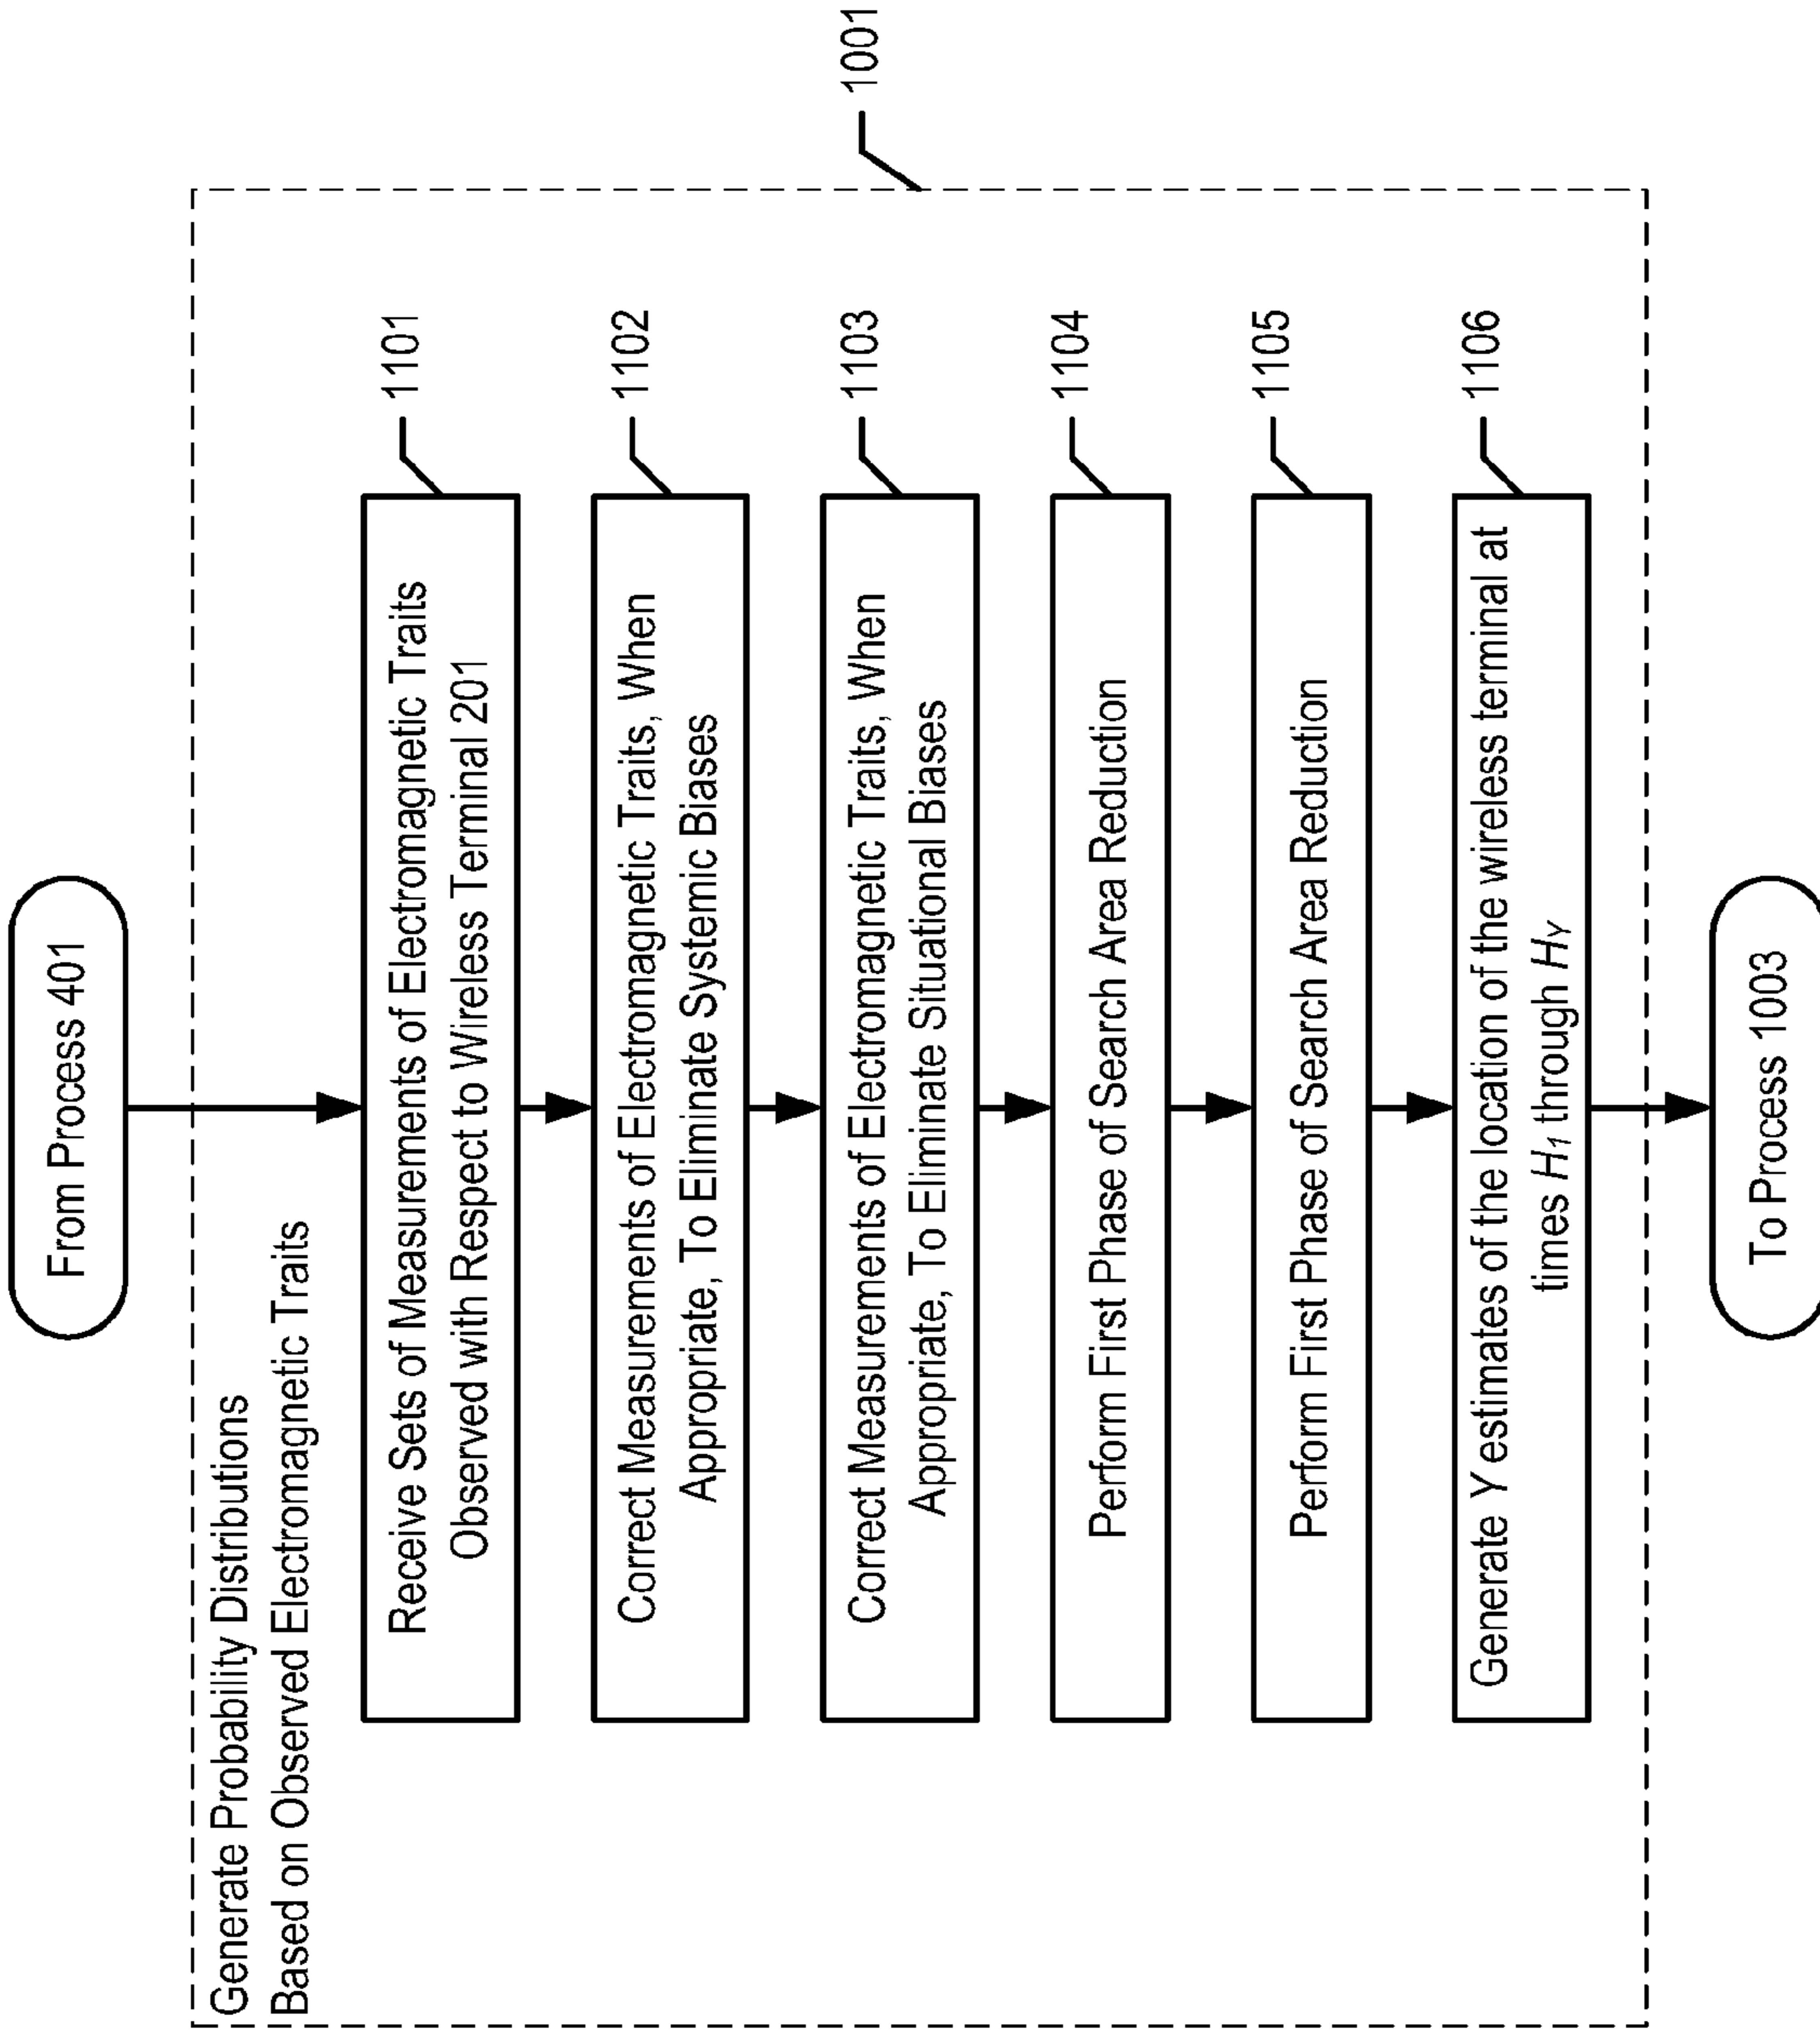 From Process 401
Generate Probability Distributions
Based on Observed Electromagnetic Traits
1001
Receive Sets of Measurements of Electromagnetic Traits
Observed with Respect to Wireless Terminal 201
1101
Correct Measurements of Electromagnetic Traits, When
Appropriate, To Eliminate Systemic Biases
1102
Correct Measurements of Electromagnetic Traits, When
Appropriate, To Eliminate Situational Biases
1103
Perform First Phase of Search Area Reduction
1104
Perform First Phase of Search Area Reduction
1105
Generate Y estimates of the location of the wireless terminal at
times H₁ through H_Y
1106
To Process 1003